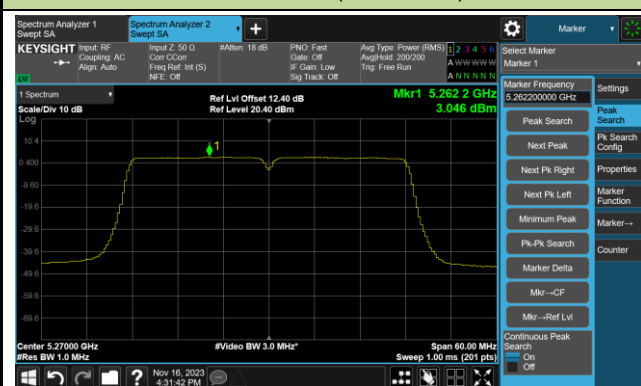 Spectrum Analyzer 1
Swept SA
Spectrum Analyzer 2
Swept SA
+
Marker
KEYSIGHT
Input: RF
Coupling: AC
Align: Auto
Input Z: 50 Ω
Corr CCorr
Freq Ref: Int (S)
NFE: Off
#Atten: 18 dB
PNO: Fast
Gate: Off
IF Gain: Low
Sig Track: Off
Avg Type: Power (RMS)
Avg|Hold: 200/200
Trig: Free Run
1 2 3 4 5 6
A W W W W W
A N N N N N
LXI
Select Marker
Marker 1
1 Spectrum
Scale/Div 10 dB
Log
Ref Lvl Offset 12.40 dB
Ref Level 20.40 dBm
Mkr1 5.262 2 GHz
3.046 dBm
Marker Frequency
5.262200000 GHz
Settings
Peak Search
Peak
Search
Next Peak
Pk Search
Config
Next Pk Right
Properties
Next Pk Left
Marker
Function
Minimum Peak
Marker→
Pk-Pk Search
Counter
Marker Delta
Mkr→CF
Mkr→Ref Lvl
Continuous Peak
Search
On
Off
10.4
0.400
-9.60
-19.6
-29.6
-39.6
-49.6
-59.6
-69.6
1
Center 5.27000 GHz
#Res BW 1.0 MHz
#Video BW 3.0 MHz*
Span 60.00 MHz
Sweep 1.00 ms (201 pts)
?
Nov 16, 2023
4:31:42 PM